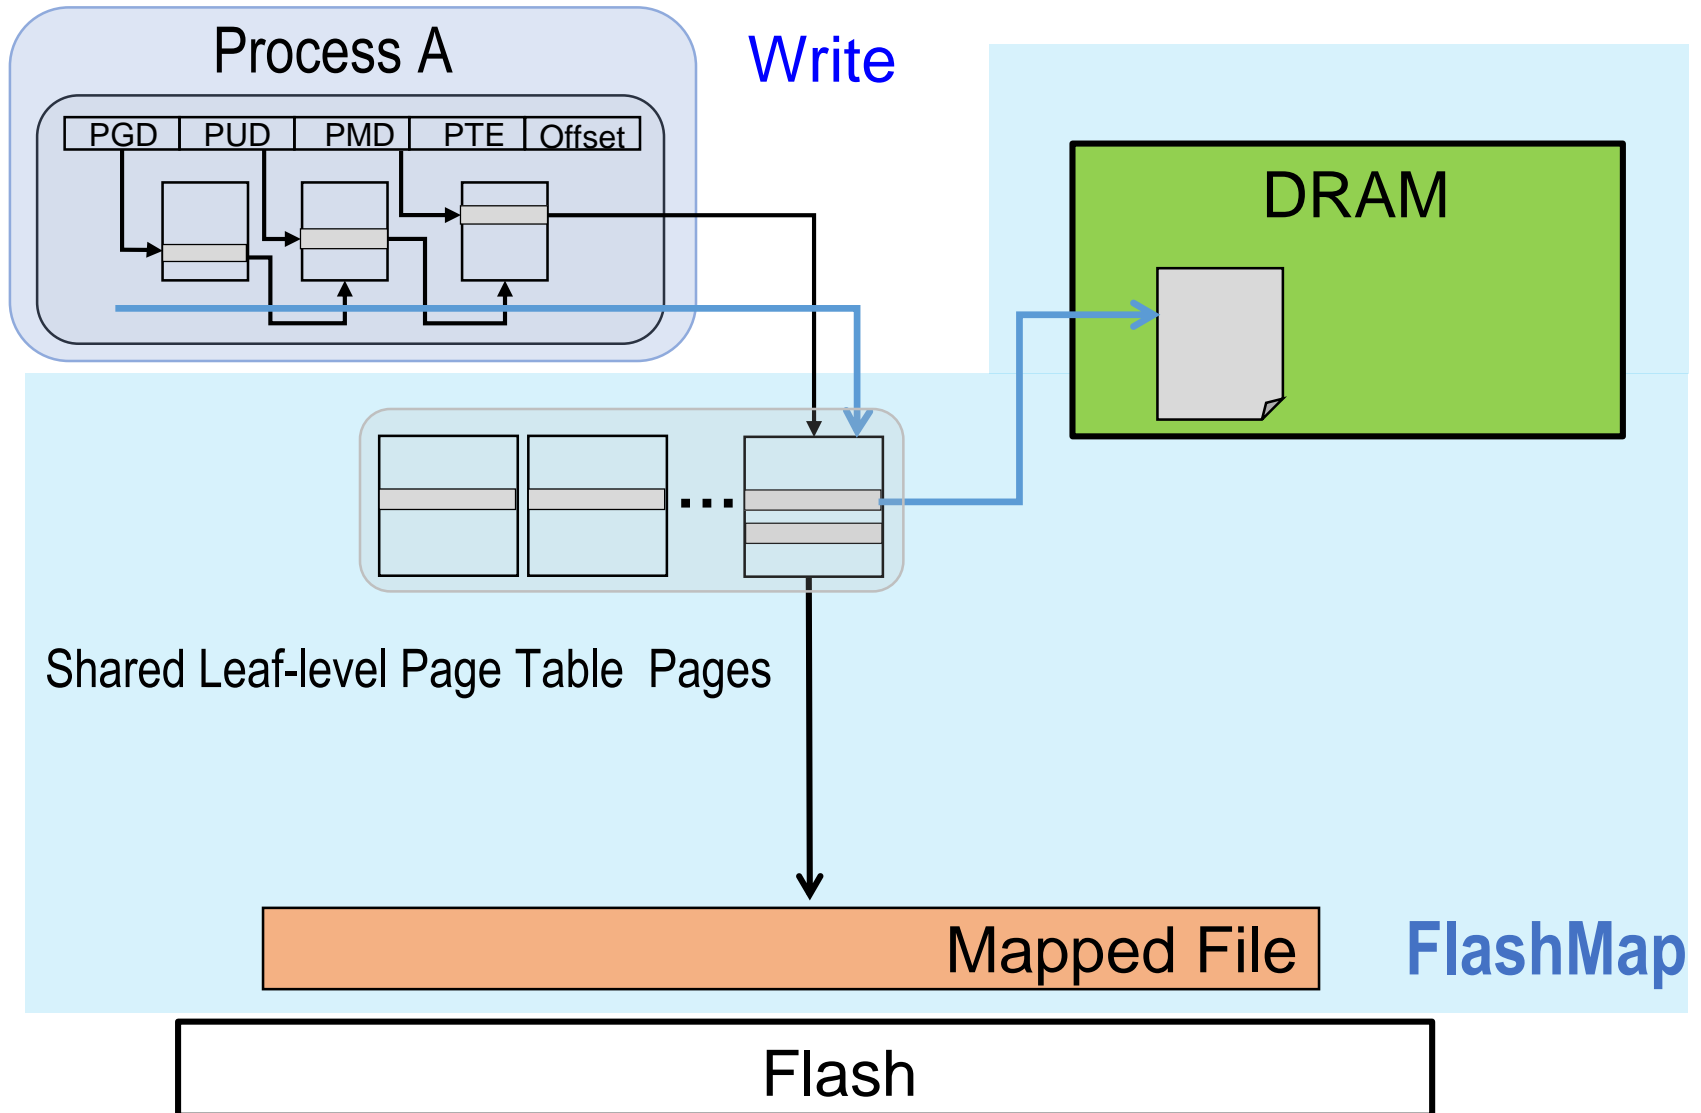 Process A
Write
PGD PUD PMD PTE Offset
DRAM
...
Shared Leaf-level Page Table Pages
Mapped File
FlashMap
Flash